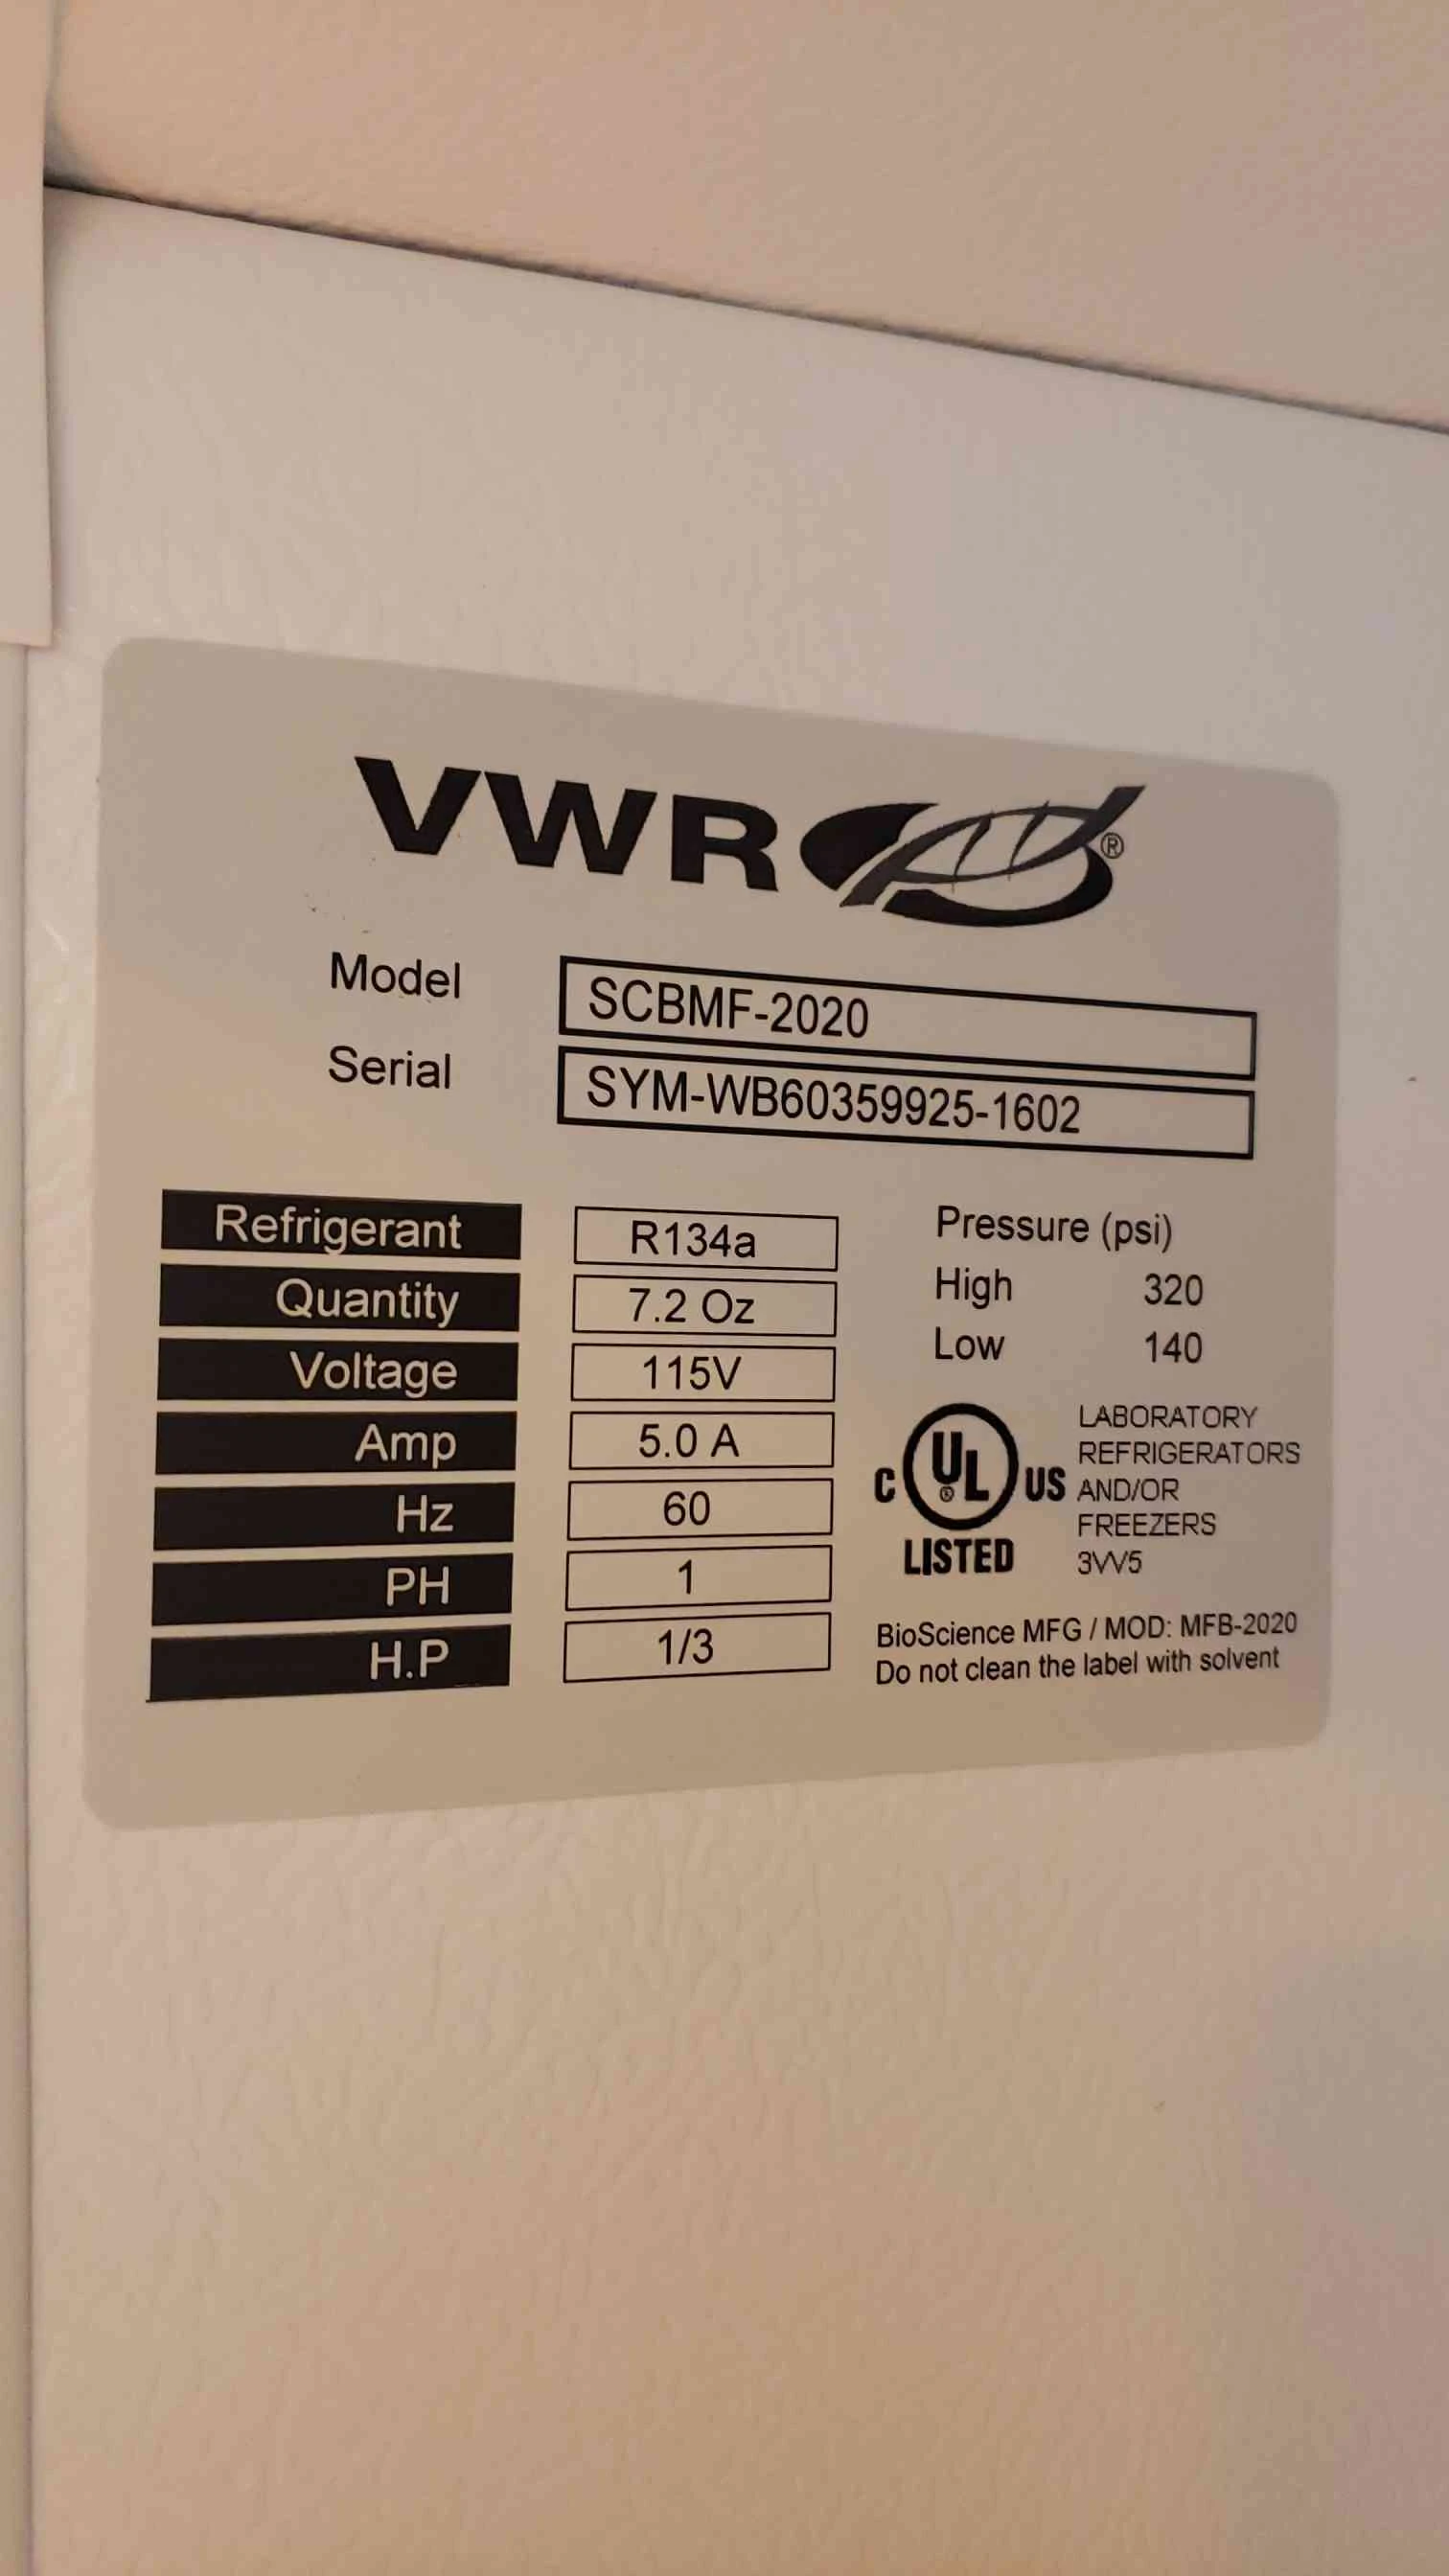 VWR®
Model SCBMF-2020
Serial SYM-WB60359925-1602
Refrigerant R134a
Quantity 7.2 Oz
Voltage 115V
Amp 5.0 A
Hz 60
PH 1
H.P 1/3
Pressure (psi)
High 320
Low 140
C UL® US
LISTED
LABORATORY
REFRIGERATORS
AND/OR
FREEZERS
3VV5
BioScience MFG / MOD: MFB-2020
Do not clean the label with solvent